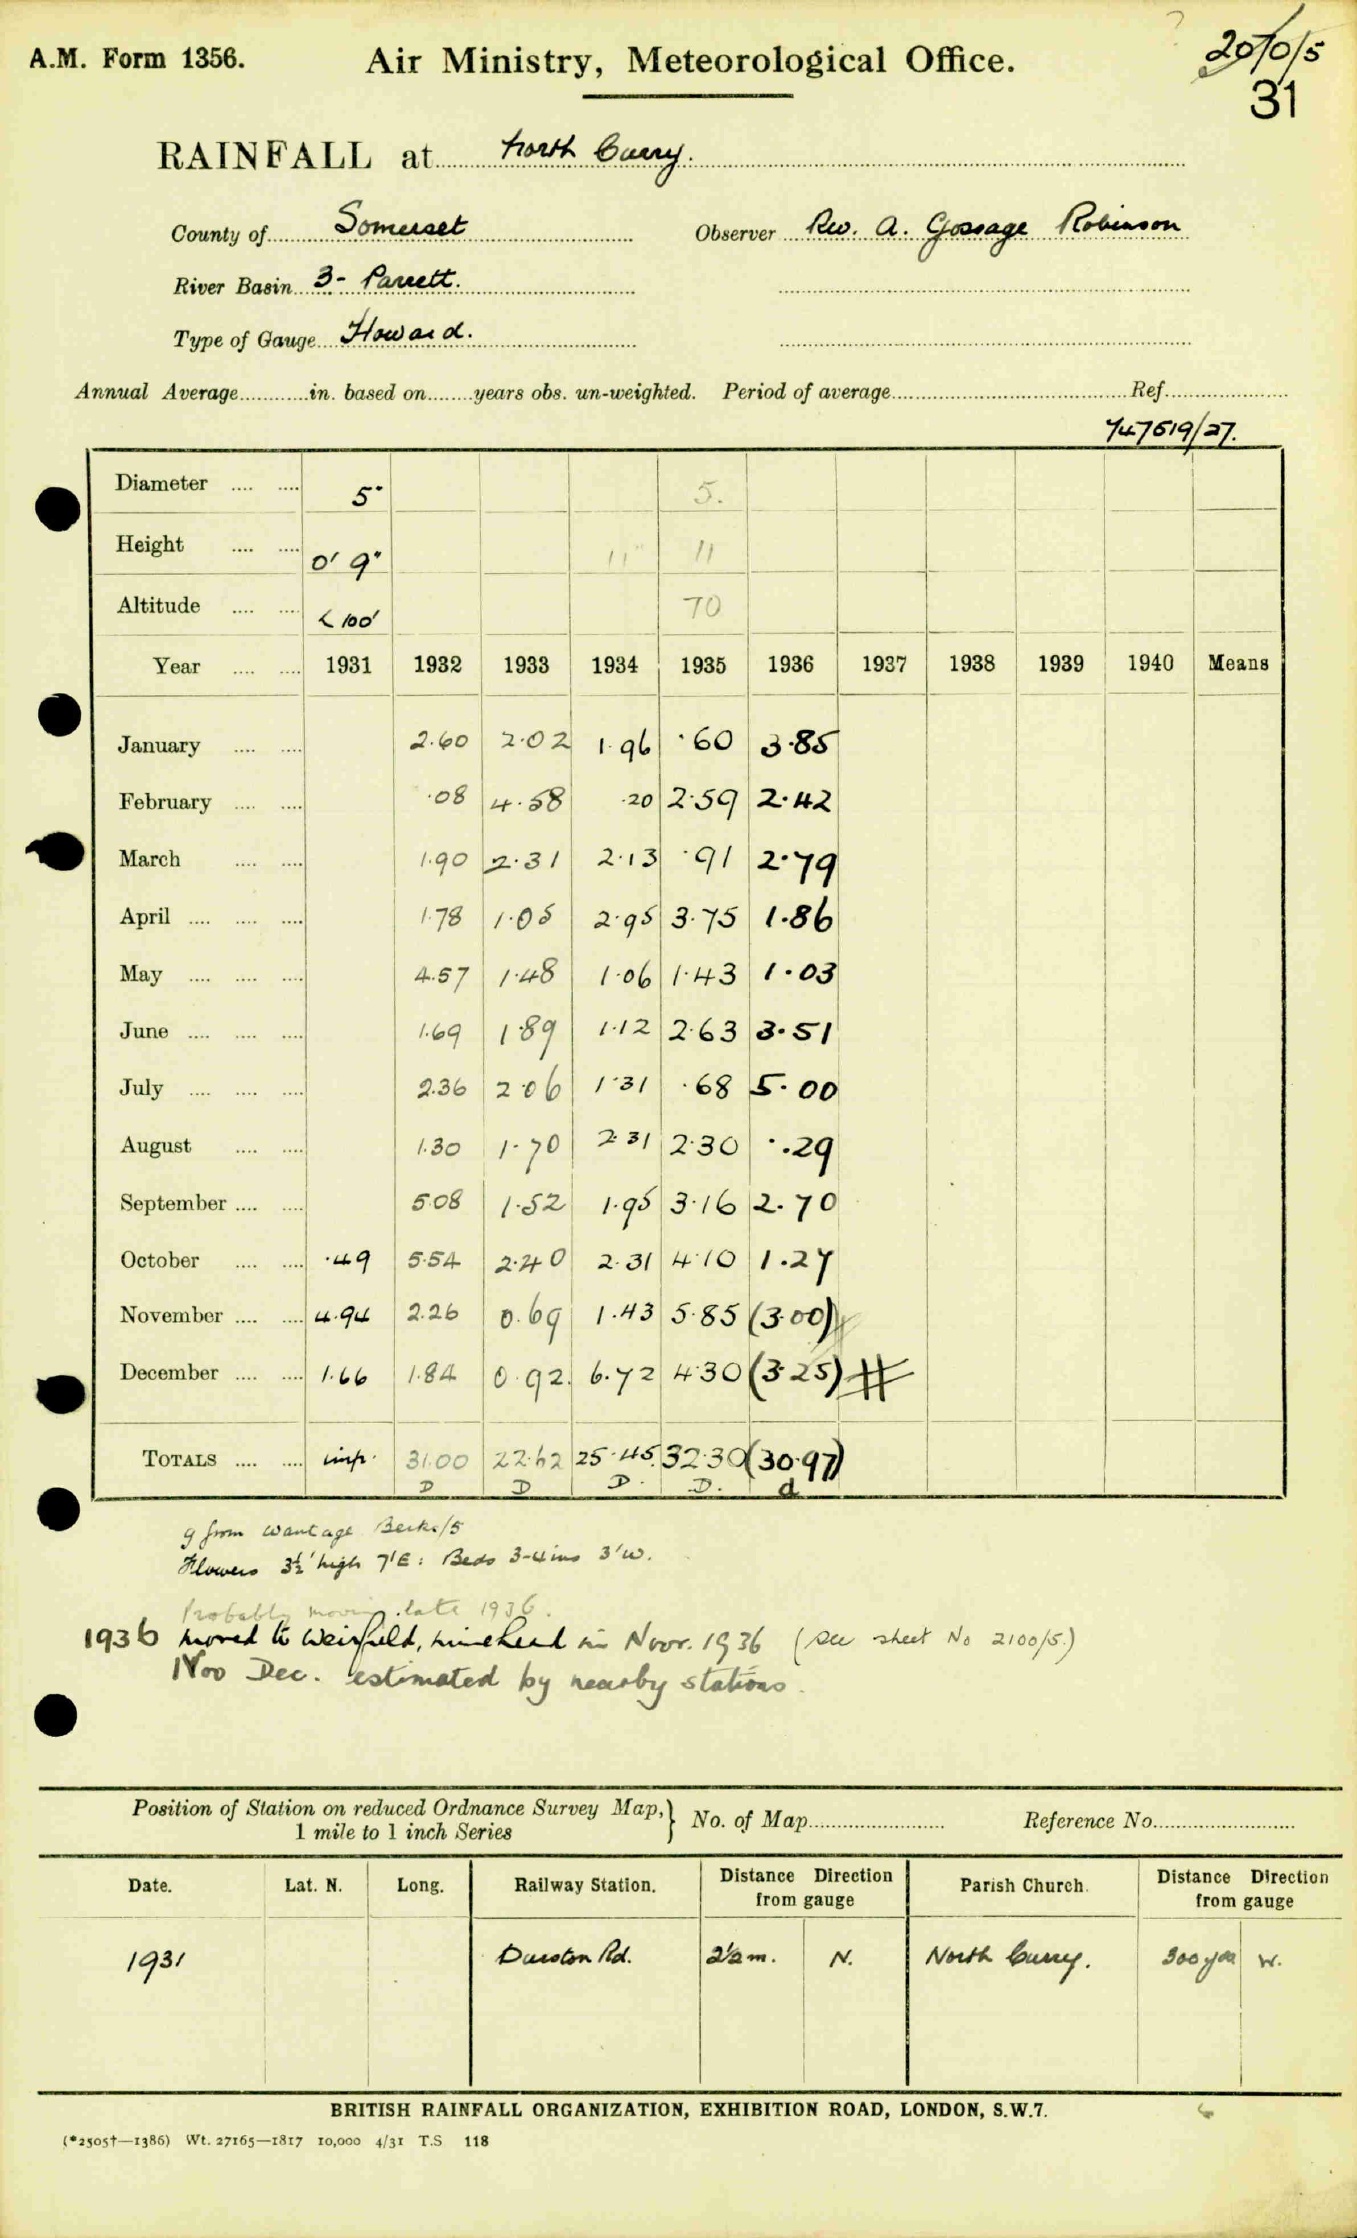 A.M. Form 1356.
Air Ministry, Meteorological Office.
31
RAINFALL at North Curry.
County of Somerset Observer Rev. A. Gossage Robinson
River Basin 3- Parrett.
Type of Gauge Howard.
Annual Average in. based on years obs. un-weighted. Period of average Ref.
747619/27.
Diameter 5" 5.
Height 0' 9" 11" 11
Altitude < 100' 70
Year 1931 1932 1933 1934 1935 1936 1937 1938 1939 1940 Means
January 2.60 2.02 1.96 .60 3.85
February .08 4.58 .20 2.59 2.42
March 1.90 2.31 2.13 .91 2.79
April 1.78 1.05 2.95 3.75 1.86
May 4.57 1.48 1.06 1.43 1.03
June 1.69 1.89 1.12 2.63 3.51
July 2.36 2.06 1.31 .68 5.00
August 1.30 1.70 2.31 2.30 .29
September 5.08 1.52 1.95 3.16 2.70
October .49 5.54 2.40 2.31 4.10 1.27
November 4.94 2.26 0.69 1.43 5.85 (3.00)
December 1.66 1.84 0.92 6.72 4.30 (3.25) #
TOTALS imp. 31.00 22.62 25.45 32.30 (30.97)
D D D. D. d
g from Wantage Berks/5
Flowers 3½' high 7'E: Beds 3-4ins 3'W.
Probably moving late 1936.
1936 moved to Weirfield, Minehead in Novr. 1936 (see sheet No 2100/5.)
Nov Dec. estimated by nearby stations.
Position of Station on reduced Ordnance Survey Map, } No. of Map Reference No.
1 mile to 1 inch Series
Date. Lat. N. Long. Railway Station. Distance Direction from gauge Parish Church. Distance Direction from gauge
1931 Durston Rd. 2½ m. N. North Curry. 300 yds W.
BRITISH RAINFALL ORGANIZATION, EXHIBITION ROAD, LONDON, S.W.7.
(*2505†—1386) Wt. 27165—1817 10,000 4/31 T.S 118